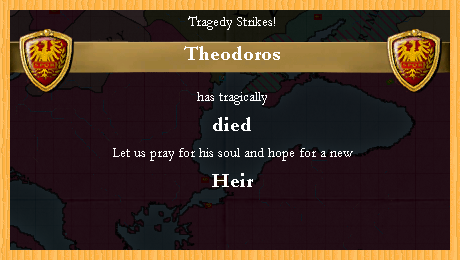 Tragedy Strikes!
Theodoros
has tragically
died
Let us pray for his soul and hope for a new
Heir